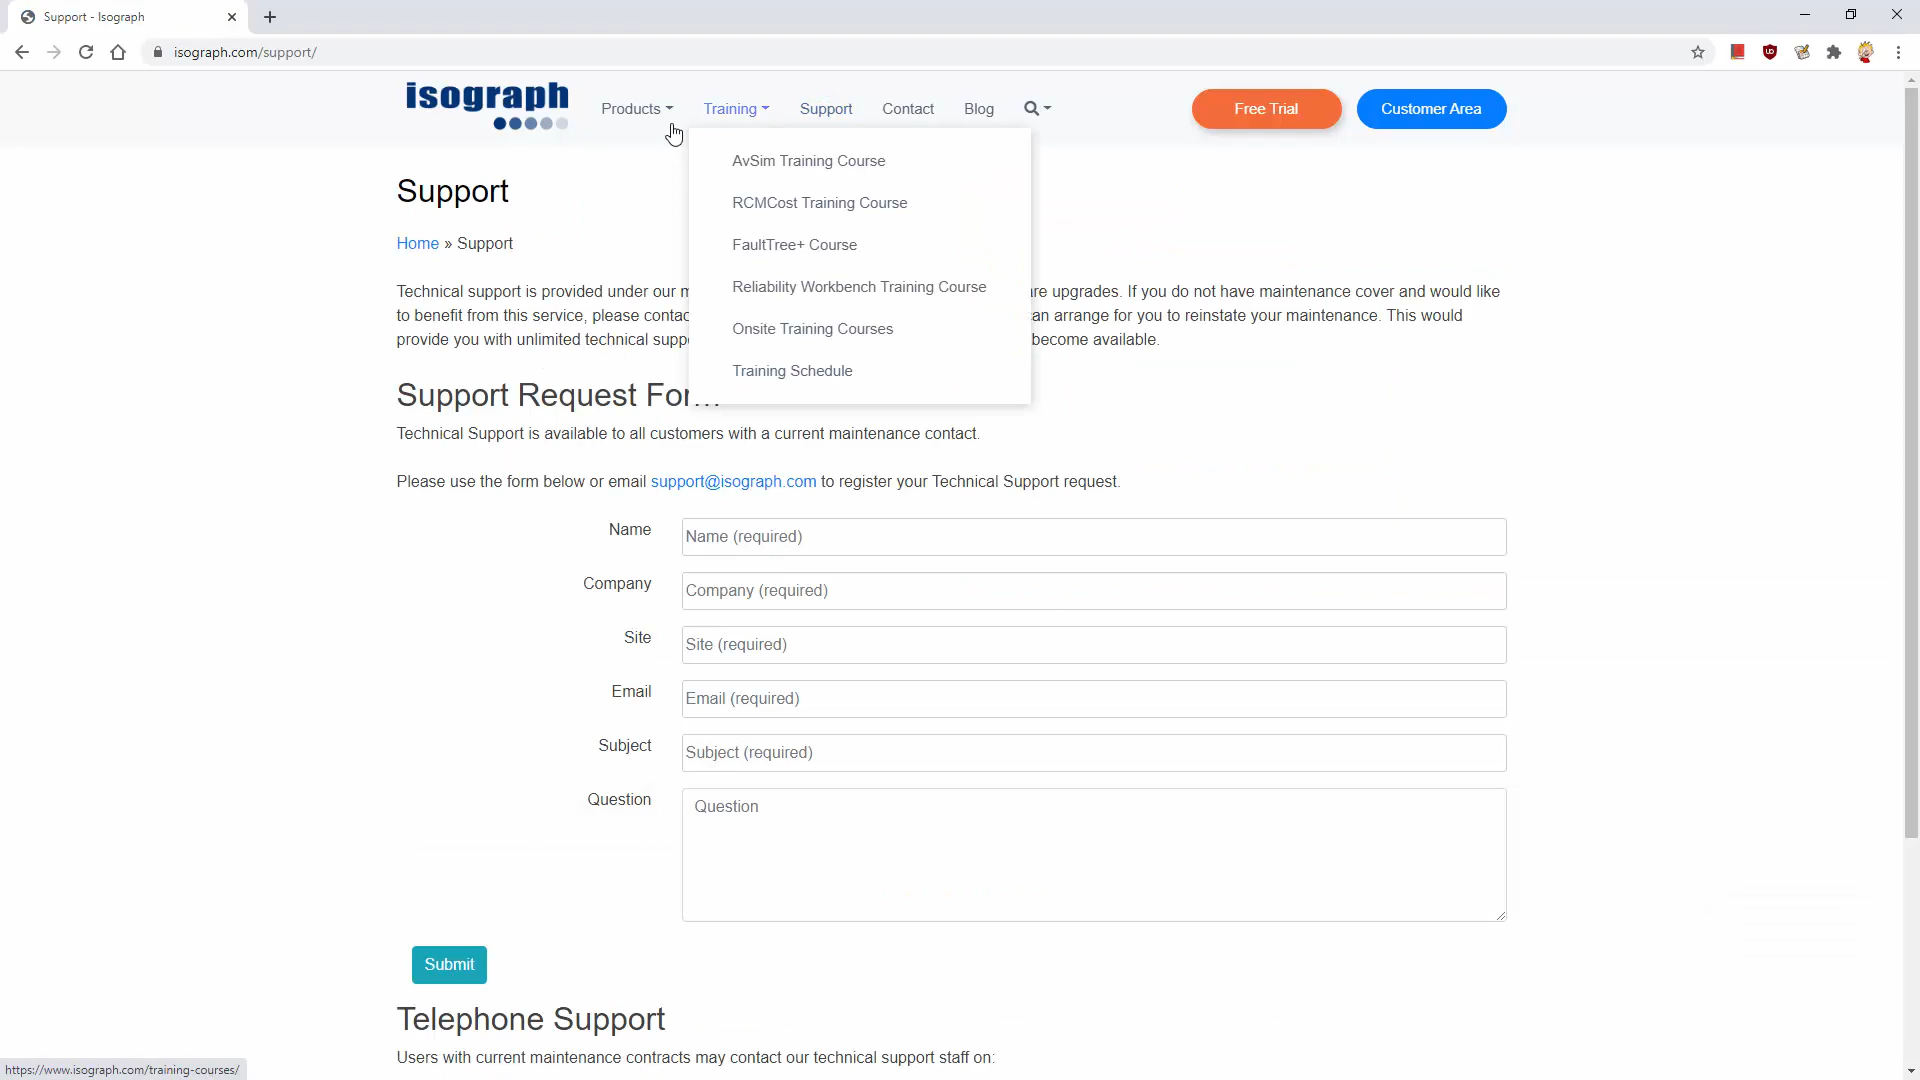 Support - Isograph
isograph.com/support/
isograph
Products
Training
Support
Contact
Blog
Free Trial
Customer Area
AvSim Training Course
RCMCost Training Course
FaultTree+ Course
Reliability Workbench Training Course
Onsite Training Courses
Training Schedule
Support
Home » Support
Technical support is provided under our m re upgrades. If you do not have maintenance cover and would like
to benefit from this service, please contac an arrange for you to reinstate your maintenance. This would
provide you with unlimited technical supp become available.
Support Request Form
Technical Support is available to all customers with a current maintenance contact.
Please use the form below or email support@isograph.com to register your Technical Support request.
Name
Name (required)
Company
Company (required)
Site
Site (required)
Email
Email (required)
Subject
Subject (required)
Question
Question
Submit
Telephone Support
Users with current maintenance contracts may contact our technical support staff on:
https://www.isograph.com/training-courses/